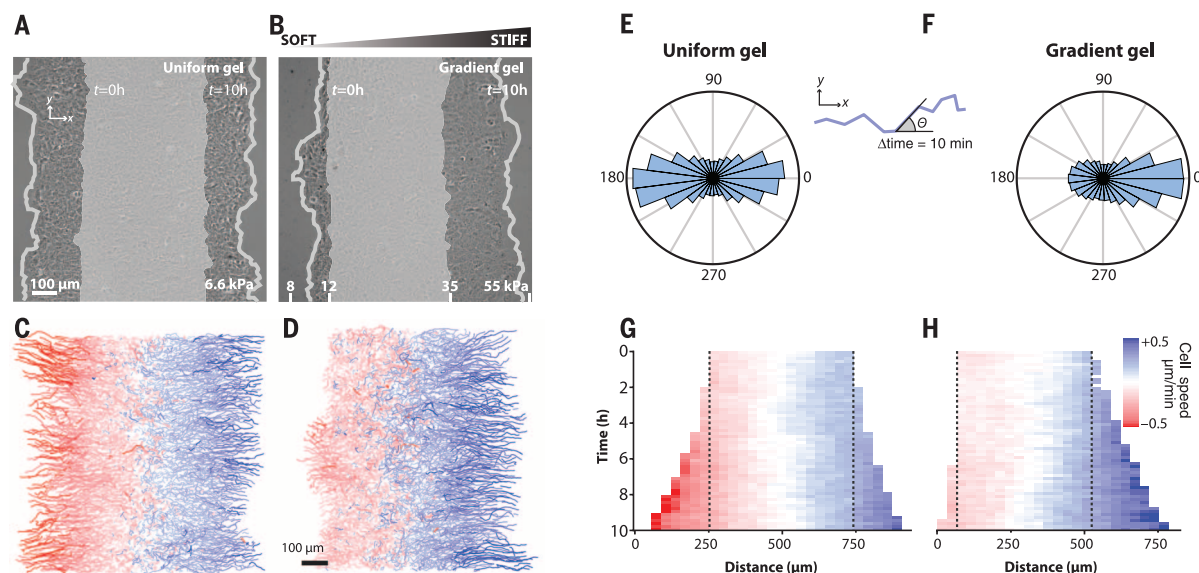 A
Uniform gel
t=0h
t=10h
y
x
100 µm
6.6 kPa
B
SOFT
STIFF
Gradient gel
t=0h
t=10h
8
12
35
55 kPa
C
D
100 µm
E
Uniform gel
90
180
0
270
y
x
Θ
Δtime = 10 min
F
Gradient gel
90
180
0
270
G
0
2
4
6
8
10
Time (h)
0
250
500
750
Distance (µm)
H
+0.5
−0.5
Cell speed
µm/min
0
250
500
750
Distance (µm)